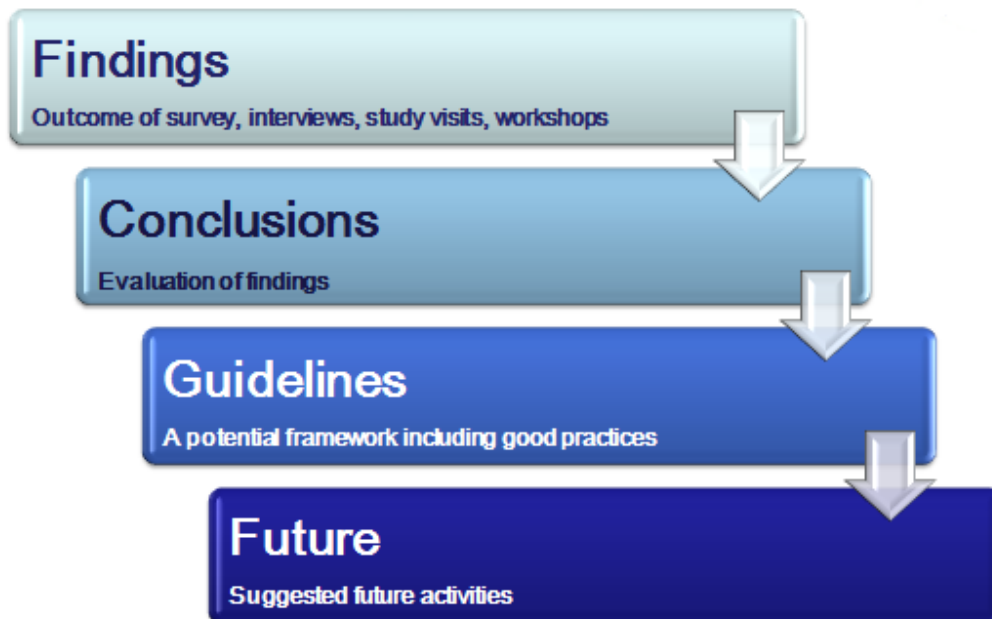 Findings
Outcome of survey, interviews, study visits, workshops
Conclusions
Evaluation of findings
Guidelines
A potential framework including good practices
Future
Suggested future activities